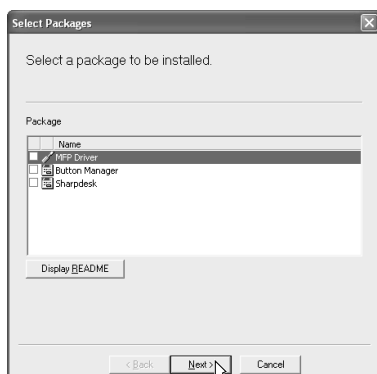 Select Packages
Select a package to be installed.
Package
Name
MFP Driver
Button Manager
Sharpdesk
Display README
< Back Next > Cancel